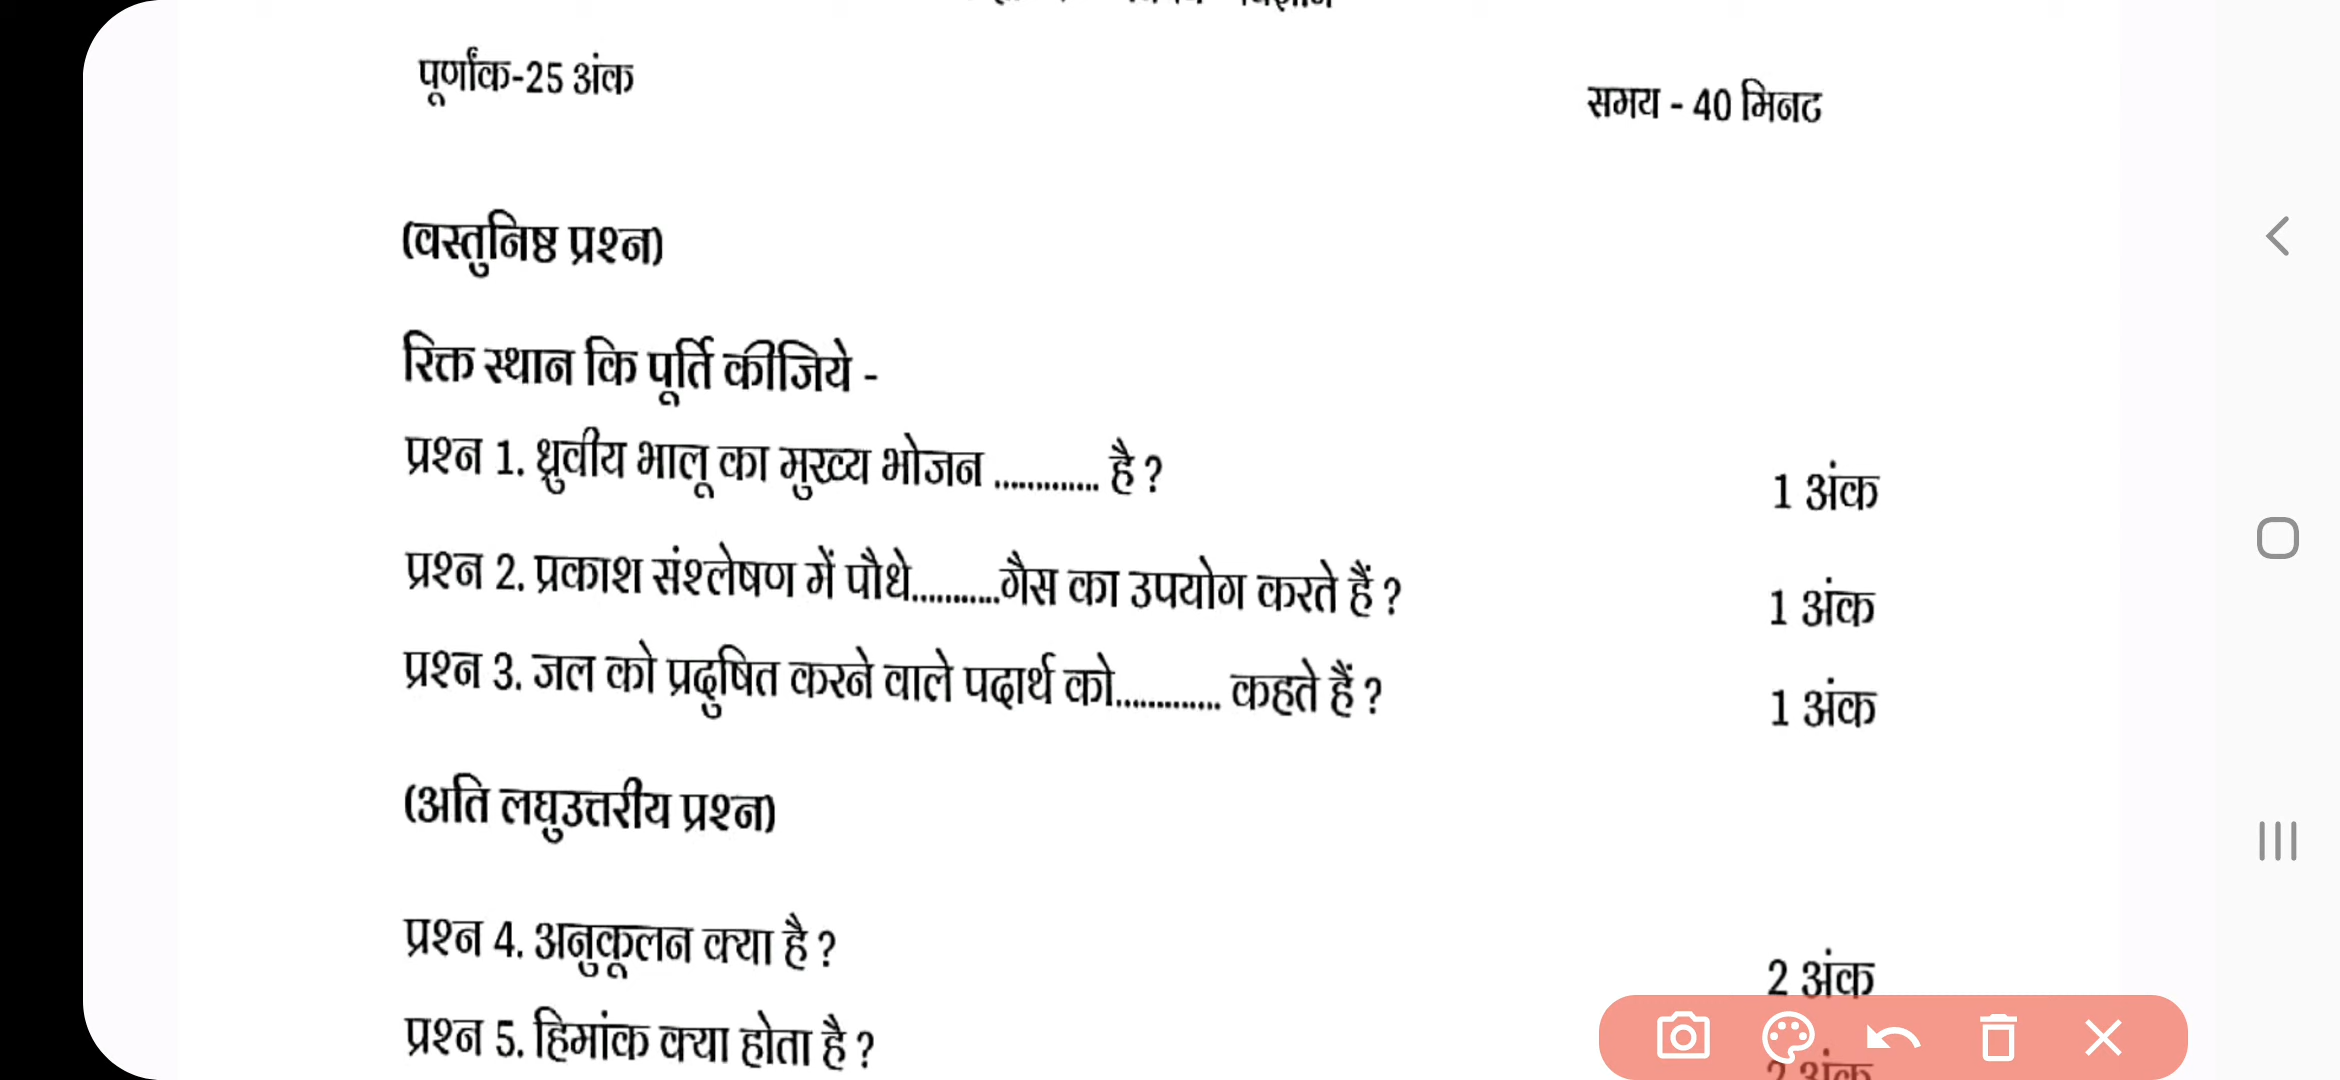 पूर्णांक-25 अंक
समय - 40 मिनट
(वस्तुनिष्ठ प्रश्न)
रिक्त स्थान कि पूर्ति कीजिये -
प्रश्न 1. ध्रुवीय भालू का मुख्य भोजन ............. है ?
1 अंक
प्रश्न 2. प्रकाश संश्लेषण में पौधे...........गैस का उपयोग करते हैं ?
1 अंक
प्रश्न 3. जल को प्रदुषित करने वाले पदार्थ को............. कहते हैं ?
1 अंक
(अति लघुउत्तरीय प्रश्न)
प्रश्न 4. अनुकूलन क्या है ?
2 अंक
प्रश्न 5. हिमांक क्या होता है ?
2 अंक